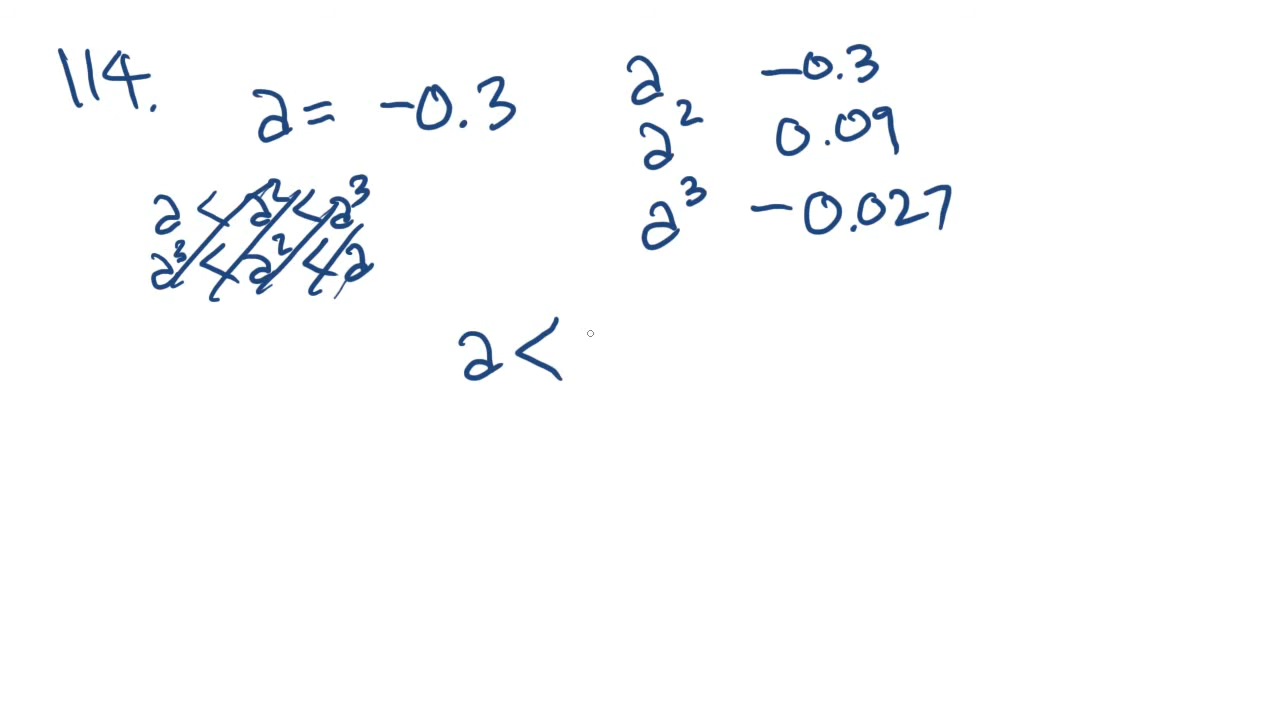 114.
a = -0.3
a < a² < a³
a³ < a² < a
a -0.3
a² 0.09
a³ -0.027
a <